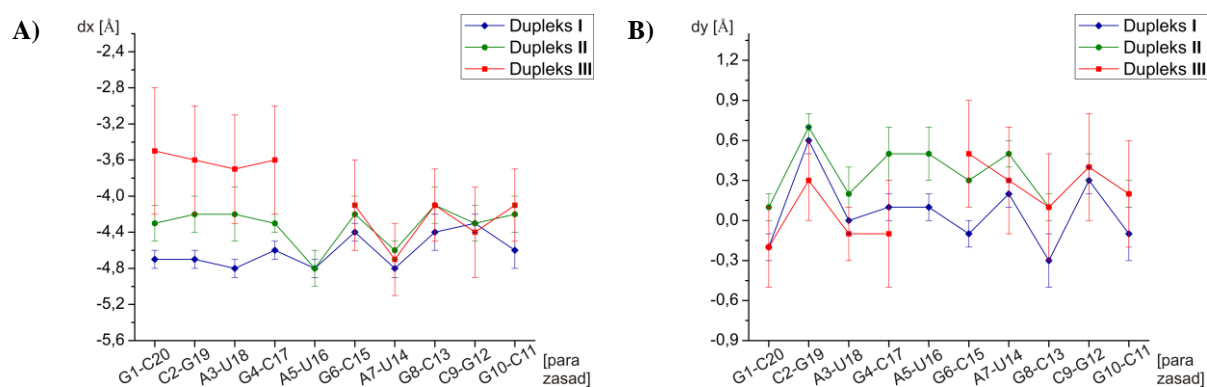 A)
dx [Å]
Dupleks I
Dupleks II
Dupleks III
-2,4
-2,8
-3,2
-3,6
-4,0
-4,4
-4,8
-5,2
-5,6
G1-C20
C2-G19
A3-U18
G4-C17
A5-U16
G6-C15
A7-U14
G8-C13
C9-G12
G10-C11
[para
zasad]
B)
dy [Å]
Dupleks I
Dupleks II
Dupleks III
1,2
0,9
0,6
0,3
0,0
-0,3
-0,6
-0,9
G1-C20
C2-G19
A3-U18
G4-C17
A5-U16
G6-C15
A7-U14
G8-C13
C9-G12
G10-C11
[para
zasad]